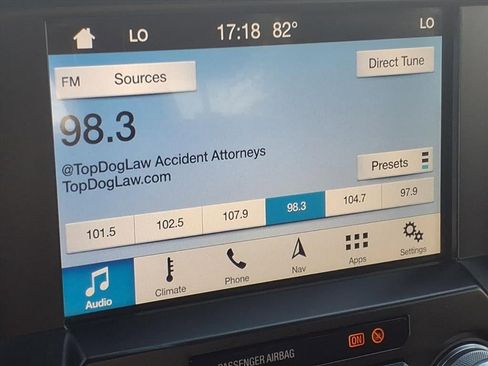 LO 17:18 82° LO
FM Sources
Direct Tune
98.3
@TopDogLaw Accident Attorneys
TopDogLaw.com
Presets
101.5 102.5 107.9 98.3 104.7 97.9
Audio Climate Phone Nav Apps Settings
PASSENGER AIRBAG ON